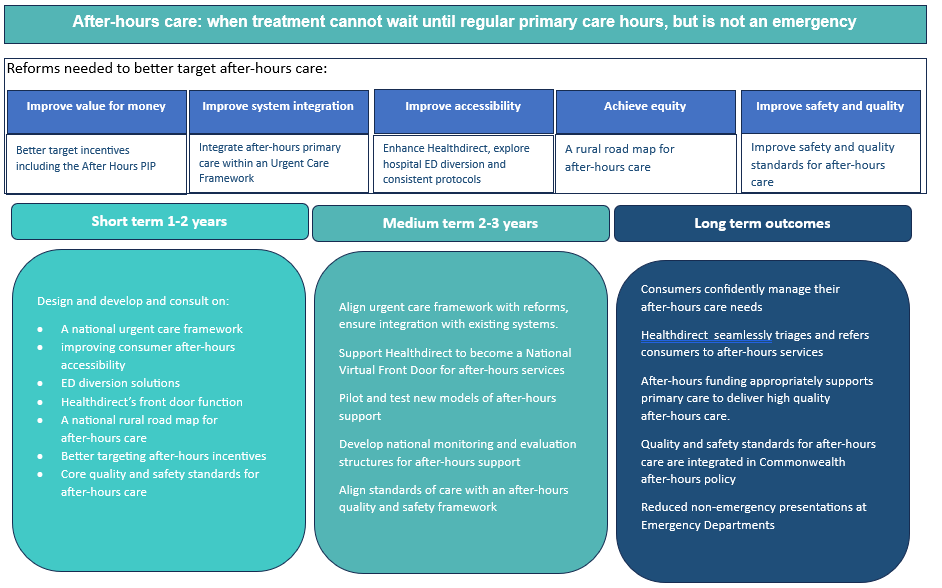 After-hours care: when treatment cannot wait until regular primary care hours, but is not an emergency
Reforms needed to better target after-hours care:
Improve value for money
Better target incentives
including the After Hours PIP
Improve system integration
Integrate after-hours primary
care within an Urgent Care
Framework
Improve accessibility
Enhance Healthdirect, explore
hospital ED diversion and
consistent protocols
Achieve equity
A rural road map for
after-hours care
Improve safety and quality
Improve safety and quality
standards for after-hours
care
Short term 1-2 years
Design and develop and consult on:
● A national urgent care framework
● improving consumer after-hours
accessibility
● ED diversion solutions
● Healthdirect's front door function
● A national rural road map for
after-hours care
● Better targeting after-hours incentives
● Core quality and safety standards for
after-hours care
Medium term 2-3 years
Align urgent care framework with reforms,
ensure integration with existing systems.
Support Healthdirect to become a National
Virtual Front Door for after-hours services
Pilot and test new models of after-hours
support
Develop national monitoring and evaluation
structures for after-hours support
Align standards of care with an after-hours
quality and safety framework
Long term outcomes
Consumers confidently manage their
after-hours care needs
Healthdirect seamlessly triages and refers
consumers to after-hours services
After-hours funding appropriately supports
primary care to deliver high quality
after-hours care.
Quality and safety standards for after-hours
care are integrated in Commonwealth
after-hours policy
Reduced non-emergency presentations at
Emergency Departments